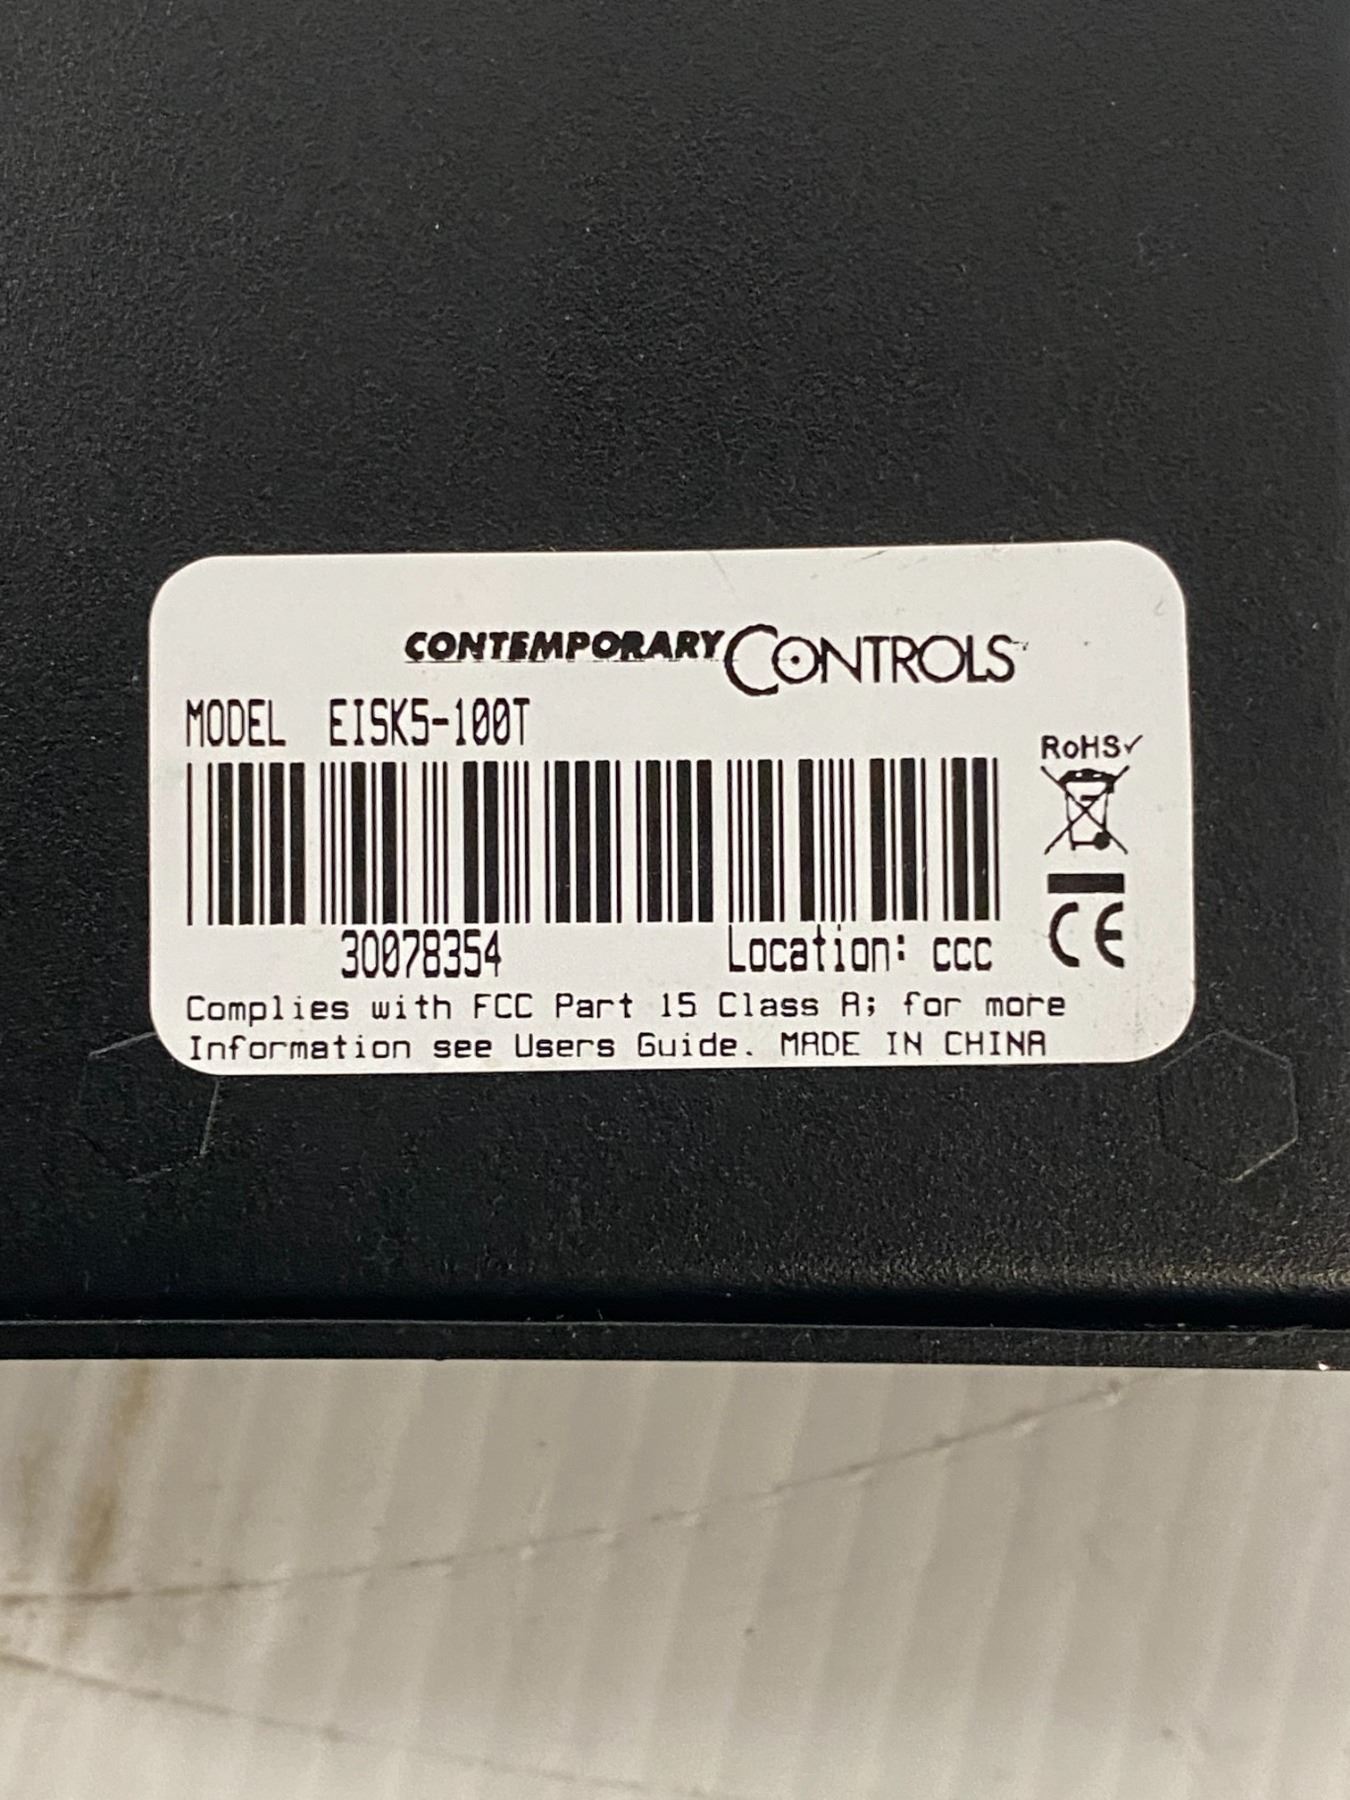 CONTEMPORARY CONTROLS
MODEL EISK5-100T
RoHS✓
30078354
Location: ccc
CE
Complies with FCC Part 15 Class A; for more
Information see Users Guide. MADE IN CHINA